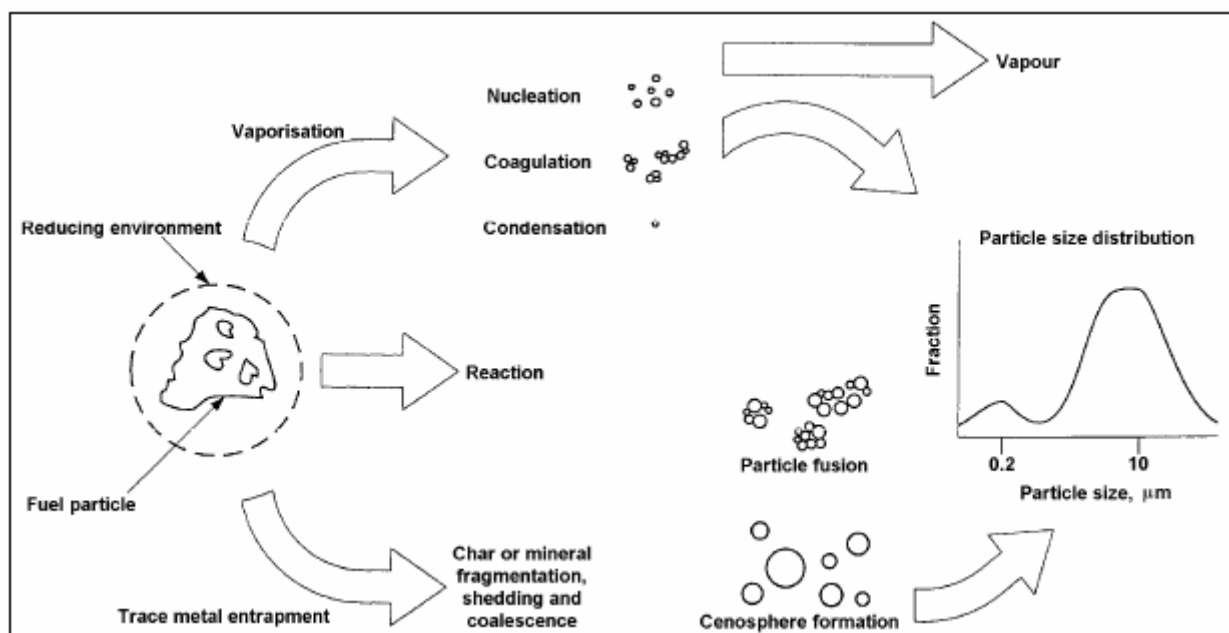 Vapour
Nucleation
Vaporisation
Coagulation
Reducing environment
Condensation
Particle size distribution
Fraction
Reaction
Particle fusion
0.2
10
Particle size, μm
Fuel particle
Char or mineral
fragmentation,
shedding and
coalescence
Trace metal entrapment
Cenosphere formation